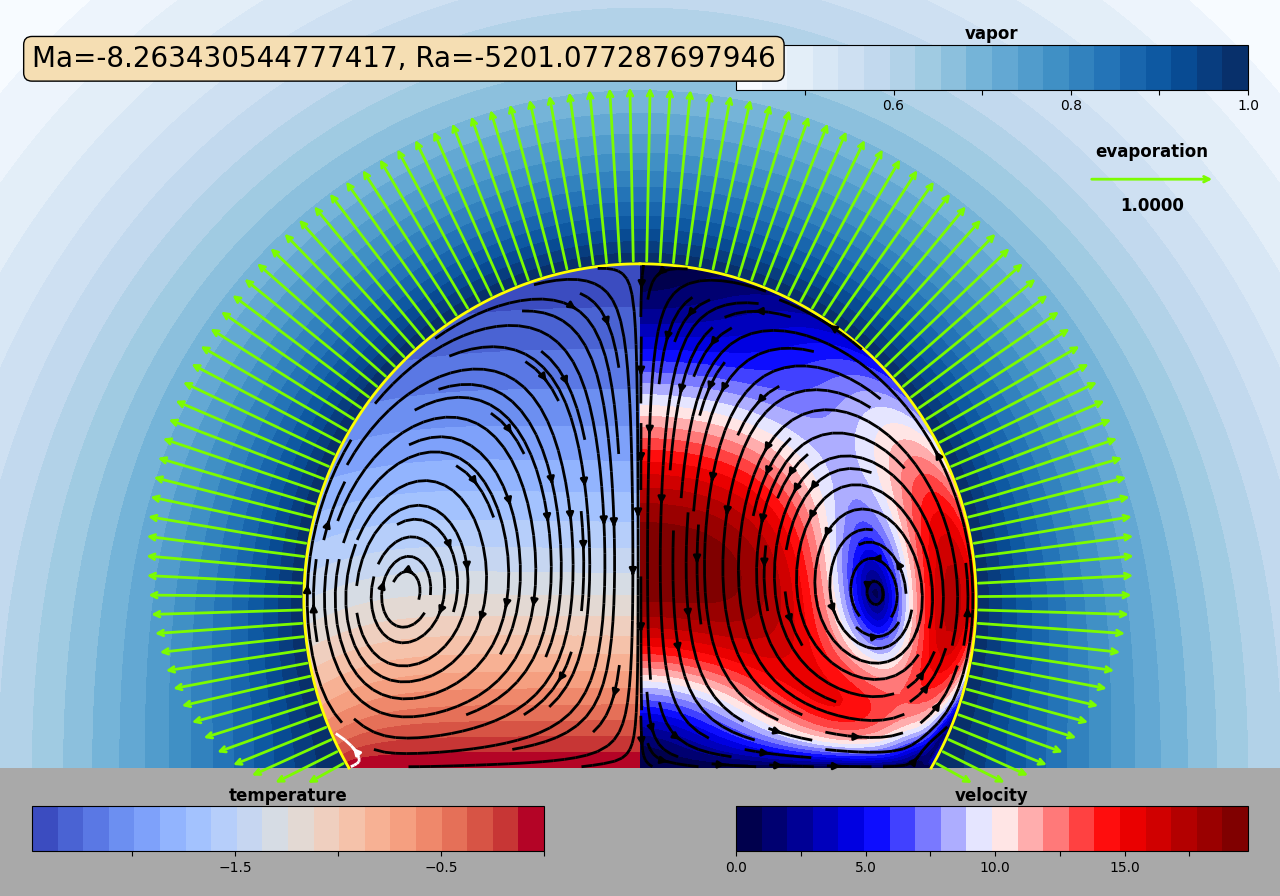 vapor
Ma=-8.263430544777417, Ra=-5201.077287697946
0.6 0.8 1.0
evaporation
1.0000
temperature velocity
−1.5 −0.5 0.0 5.0 10.0 15.0